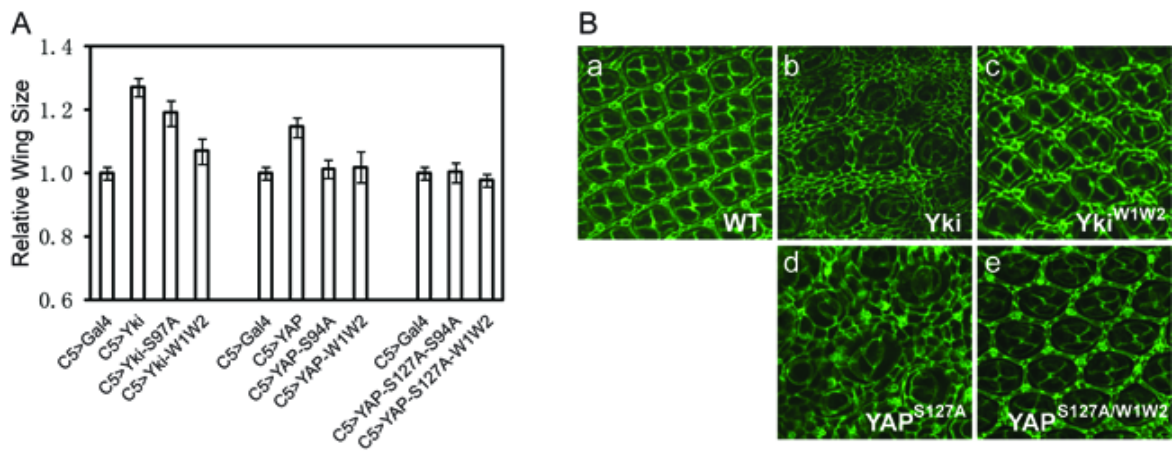 A
Relative Wing Size
1.4
1.2
1.0
0.8
0.6
C5>Gal4
C5>Yki
C5>Yki-S97A
C5>Yki-W1W2
C5>Gal4
C5>YAP
C5>YAP-S94A
C5>YAP-W1W2
C5>Gal4
C5>YAP-S127A-S94A
C5>YAP-S127A-W1W2
B
a
WT
b
Yki
c
Yki W1W2
d
YAP S127A
e
YAP S127A/W1W2